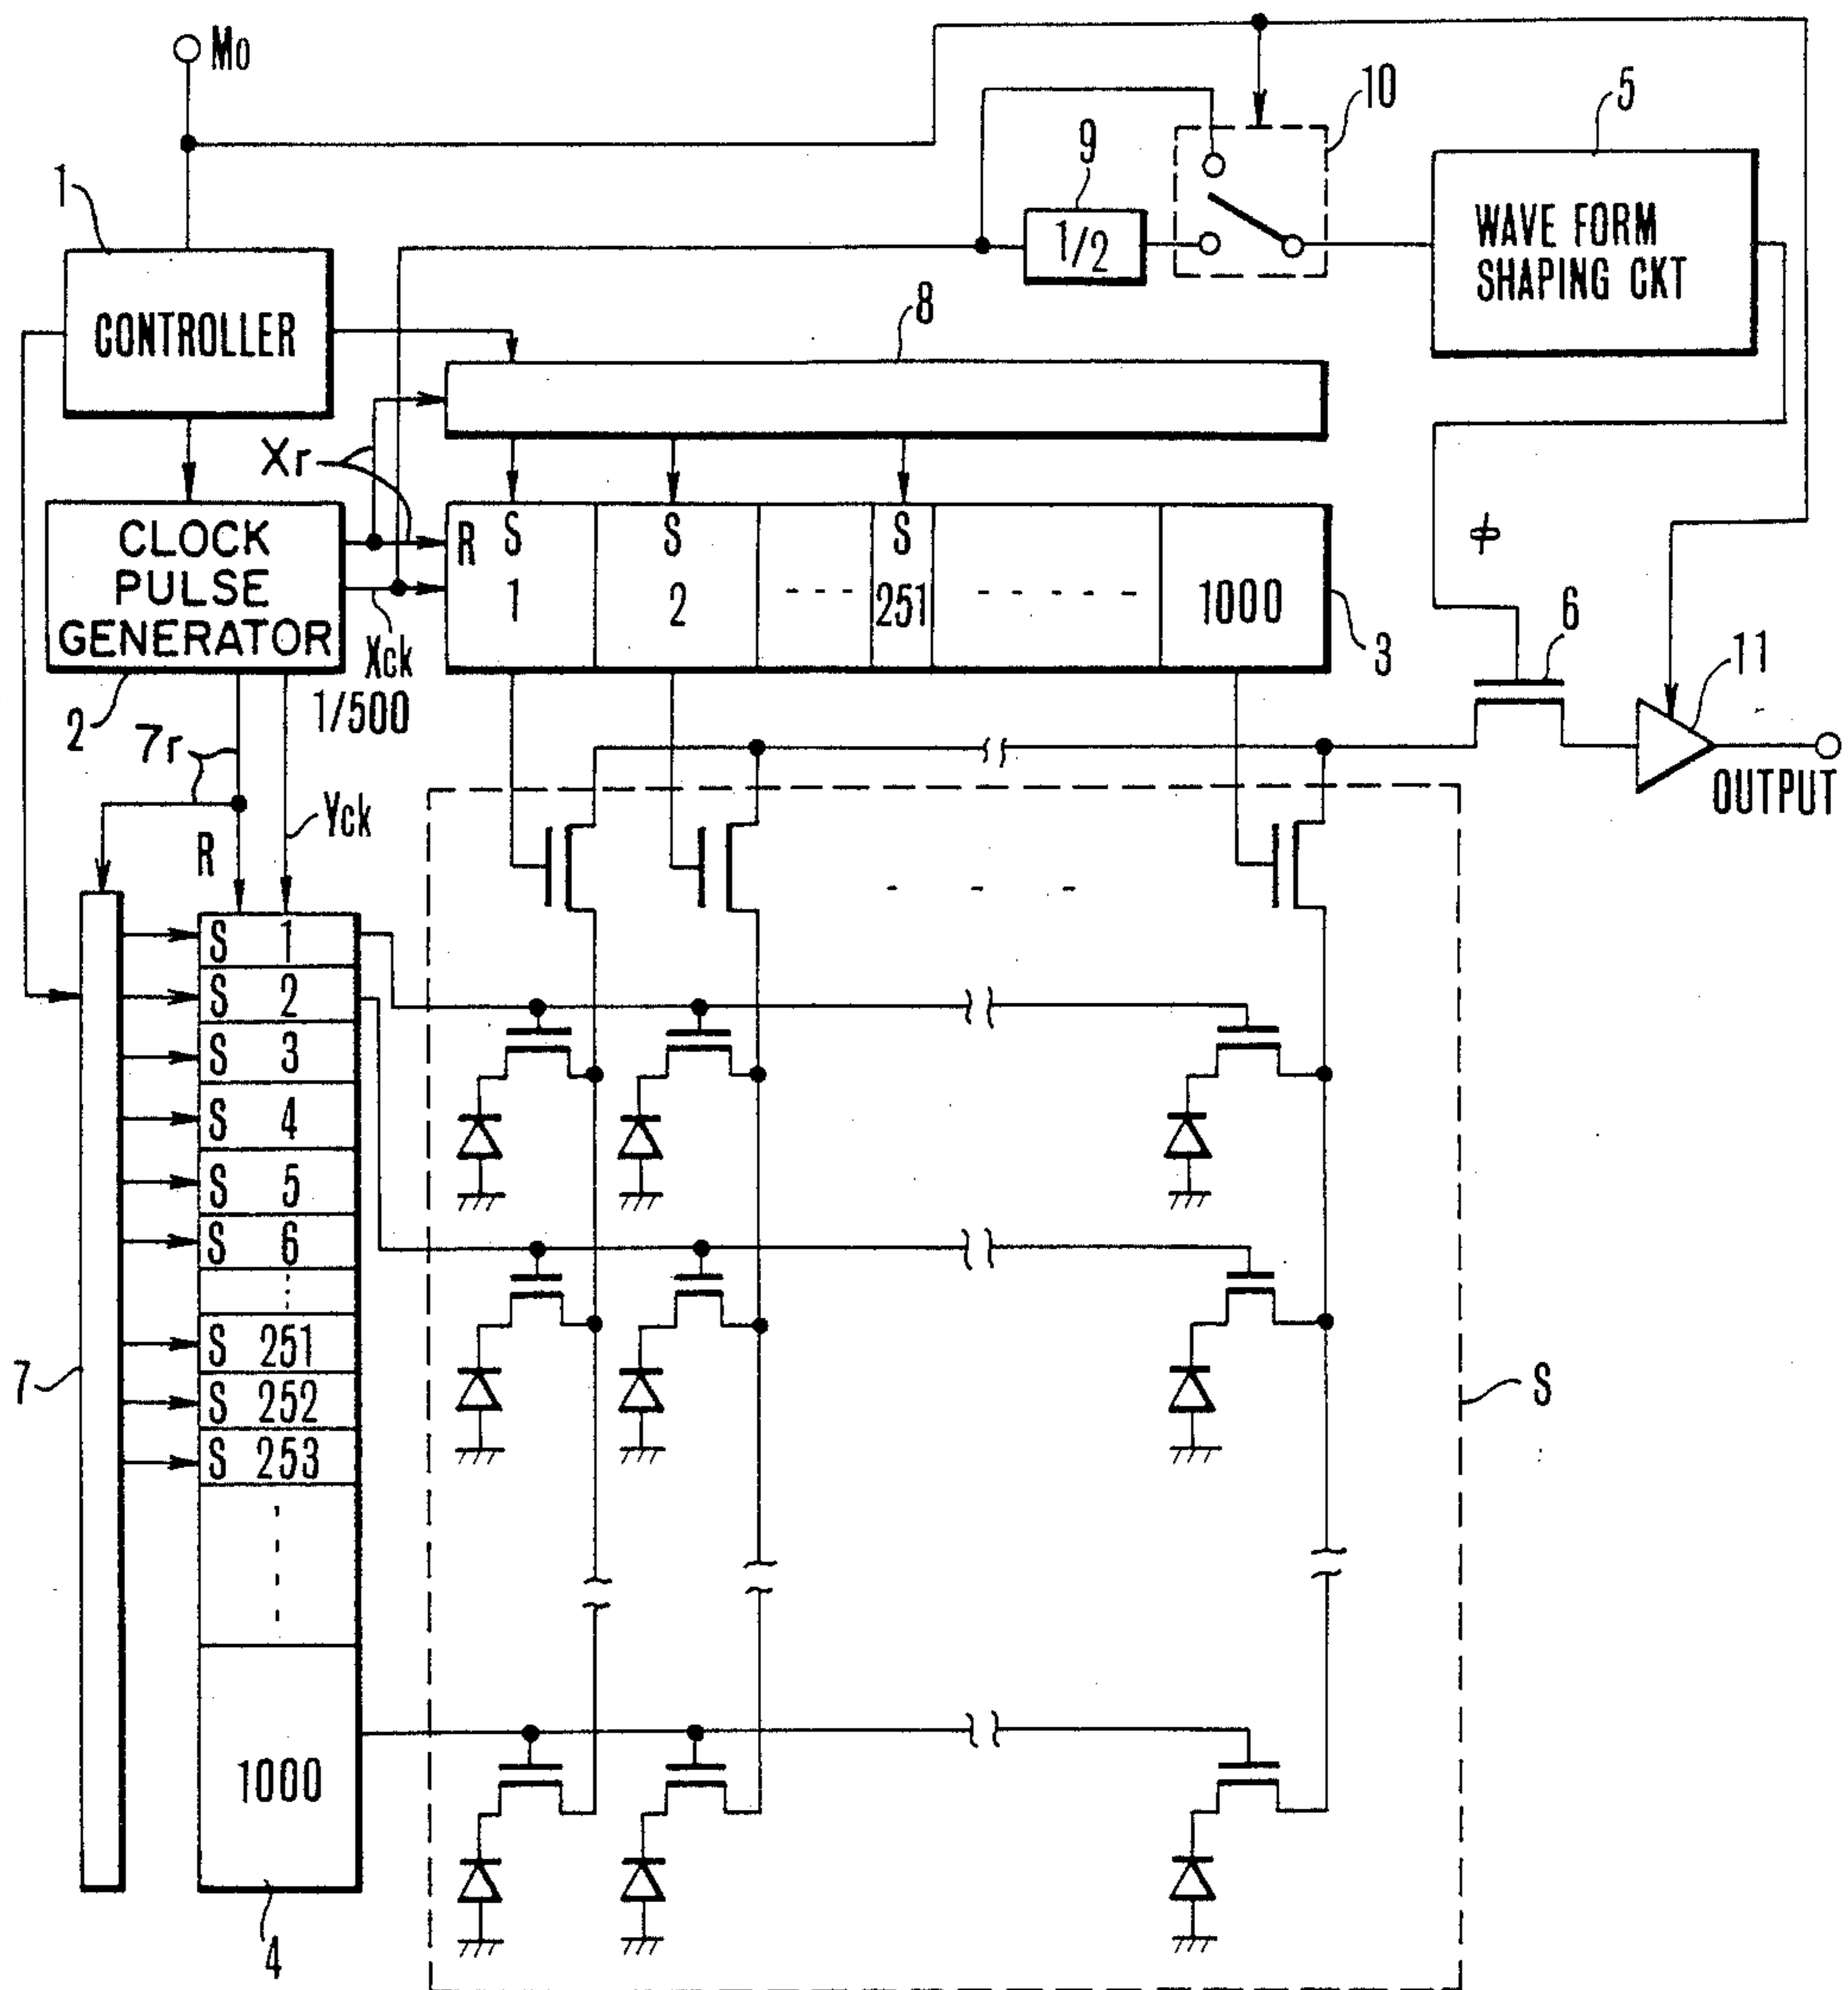 Mo
10
5
9
1
1/2
WAVE FORM
SHAPING CKT
CONTROLLER
8
Xr
CLOCK
PULSE
GENERATOR
R S S S
1 2 --- 251 ----- 1000
ϕ
6
3
11
Xck
1/500
2
7r
OUTPUT
Yck
R
S 1
S 2
S 3
S 4
S 5
S 6
S 251
7
S
S 252
S 253
1000
4